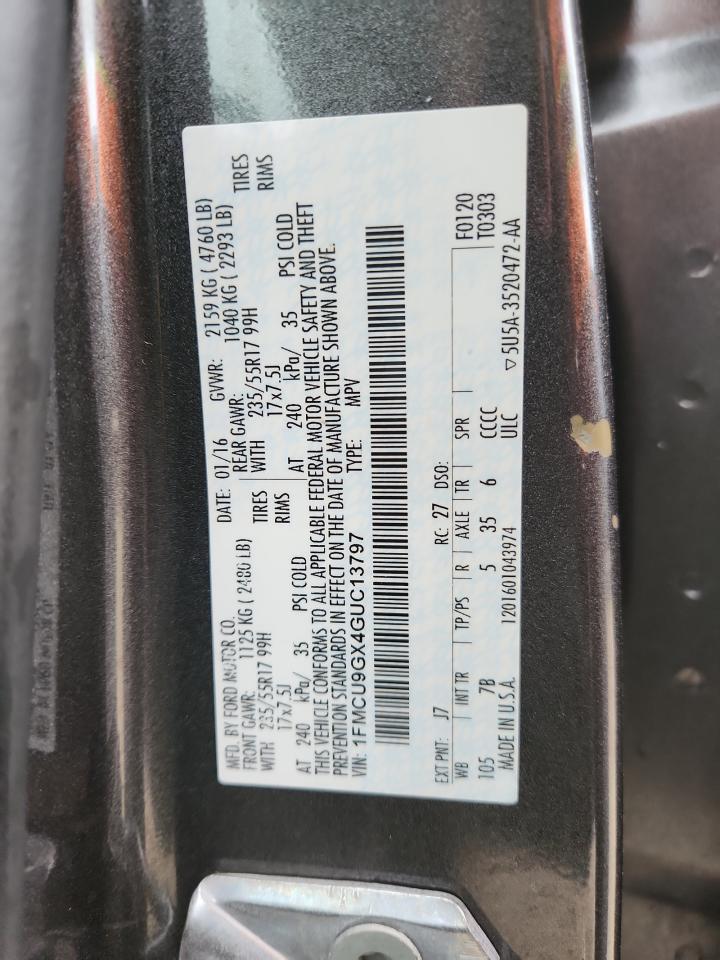 MFD. BY FORD MOTOR CO. DATE: 01/16 GVWR: 2159 KG ( 4760 LB)
FRONT GAWR: 1125 KG ( 2480 LB) REAR GAWR: 1040 KG ( 2293 LB)
WITH 235/55R17 99H TIRES WITH 235/55R17 99H TIRES
17x7.5J RIMS 17x7.5J RIMS
AT 240 kPa/ 35 PSI COLD AT 240 kPa/ 35 PSI COLD
THIS VEHICLE CONFORMS TO ALL APPLICABLE FEDERAL MOTOR VEHICLE SAFETY AND THEFT
PREVENTION STANDARDS IN EFFECT ON THE DATE OF MANUFACTURE SHOWN ABOVE.
VIN: 1FMCU9GX4GUC13797 TYPE: MPV
EXT PNT: J7 RC: 27 DSO: F0120
WB INT TR TP/PS R AXLE TR SPR T0303
105 7B 5 35 6 CCCC
MADE IN U.S.A. 1201601043974 ULC ▽5U5A-3520472-AA